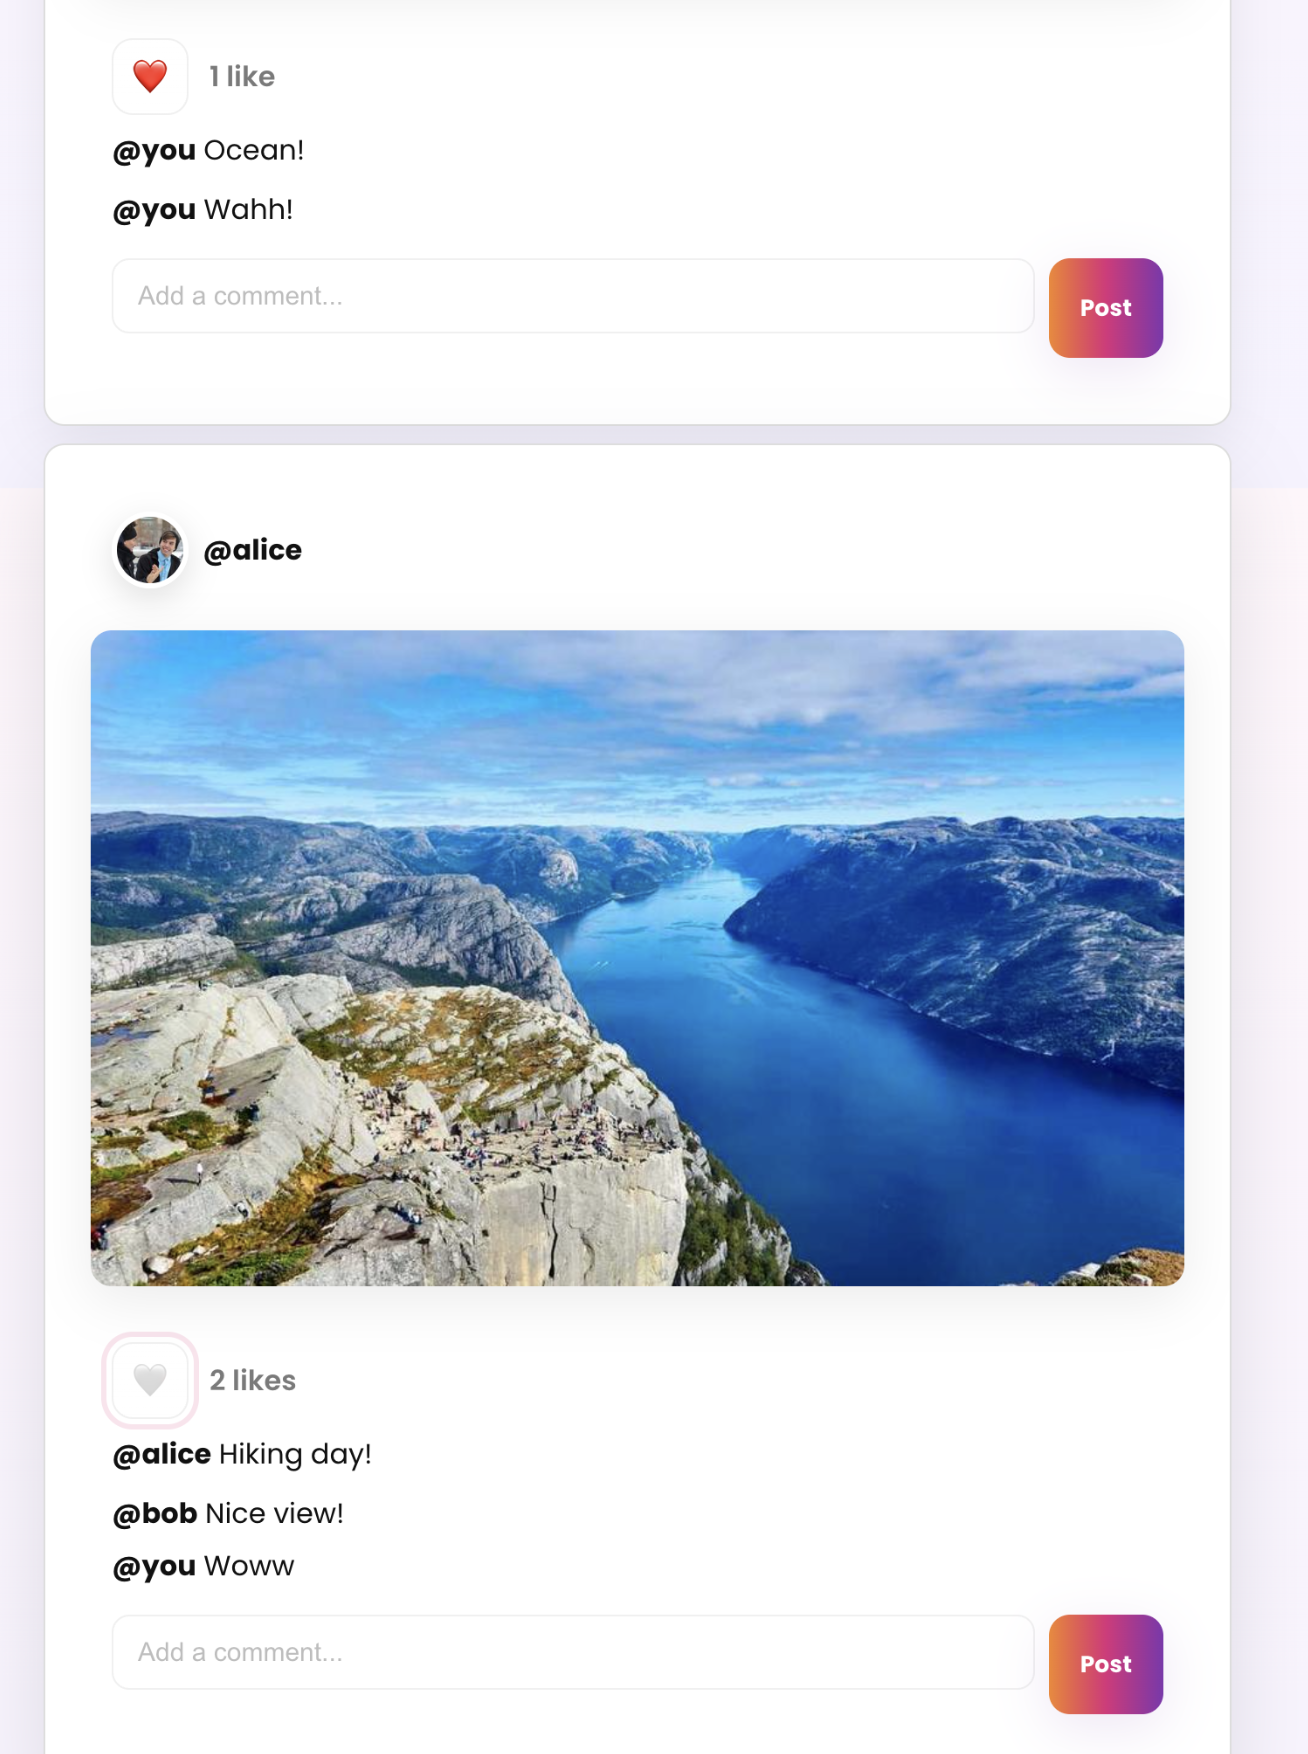 1 like
@you Ocean!
@you Wahh!
Add a comment...
Post
@alice
2 likes
@alice Hiking day!
@bob Nice view!
@you Woww
Add a comment...
Post